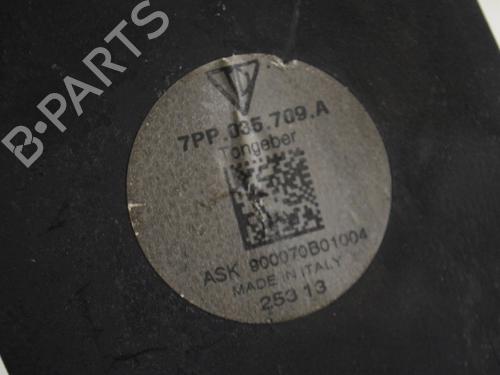 B-PARTS
7PP.035.709.A
Tongeber
ASK 900070B01004
MADE IN ITALY
253 13